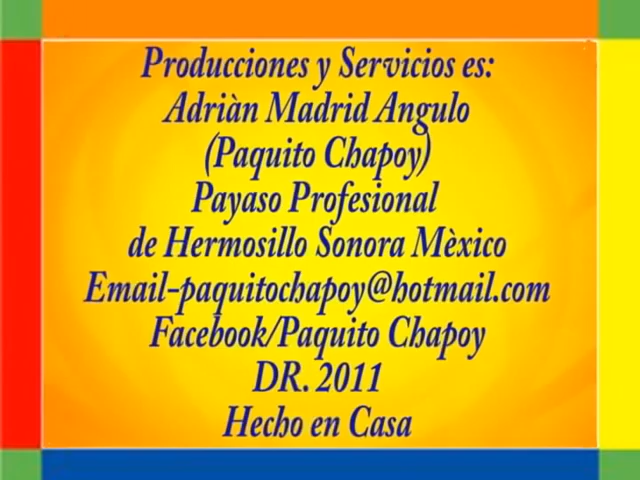 Producciones y Servicios es:
Adriàn Madrid Angulo
(Paquito Chapoy)
Payaso Profesional
de Hermosillo Sonora Mèxico
Email-paquitochapoy@hotmail.com
Facebook/Paquito Chapoy
DR. 2011
Hecho en Casa